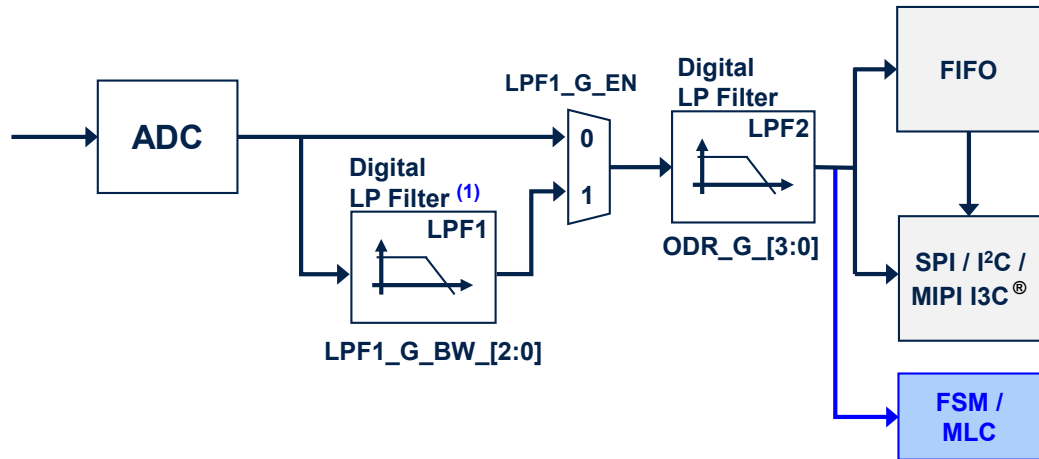 ADC
LPF1_G_EN
0
1
Digital
LP Filter (1)
LPF1
LPF1_G_BW_[2:0]
Digital
LP Filter
LPF2
ODR_G_[3:0]
FIFO
SPI / I²C /
MIPI I3C ®
FSM /
MLC